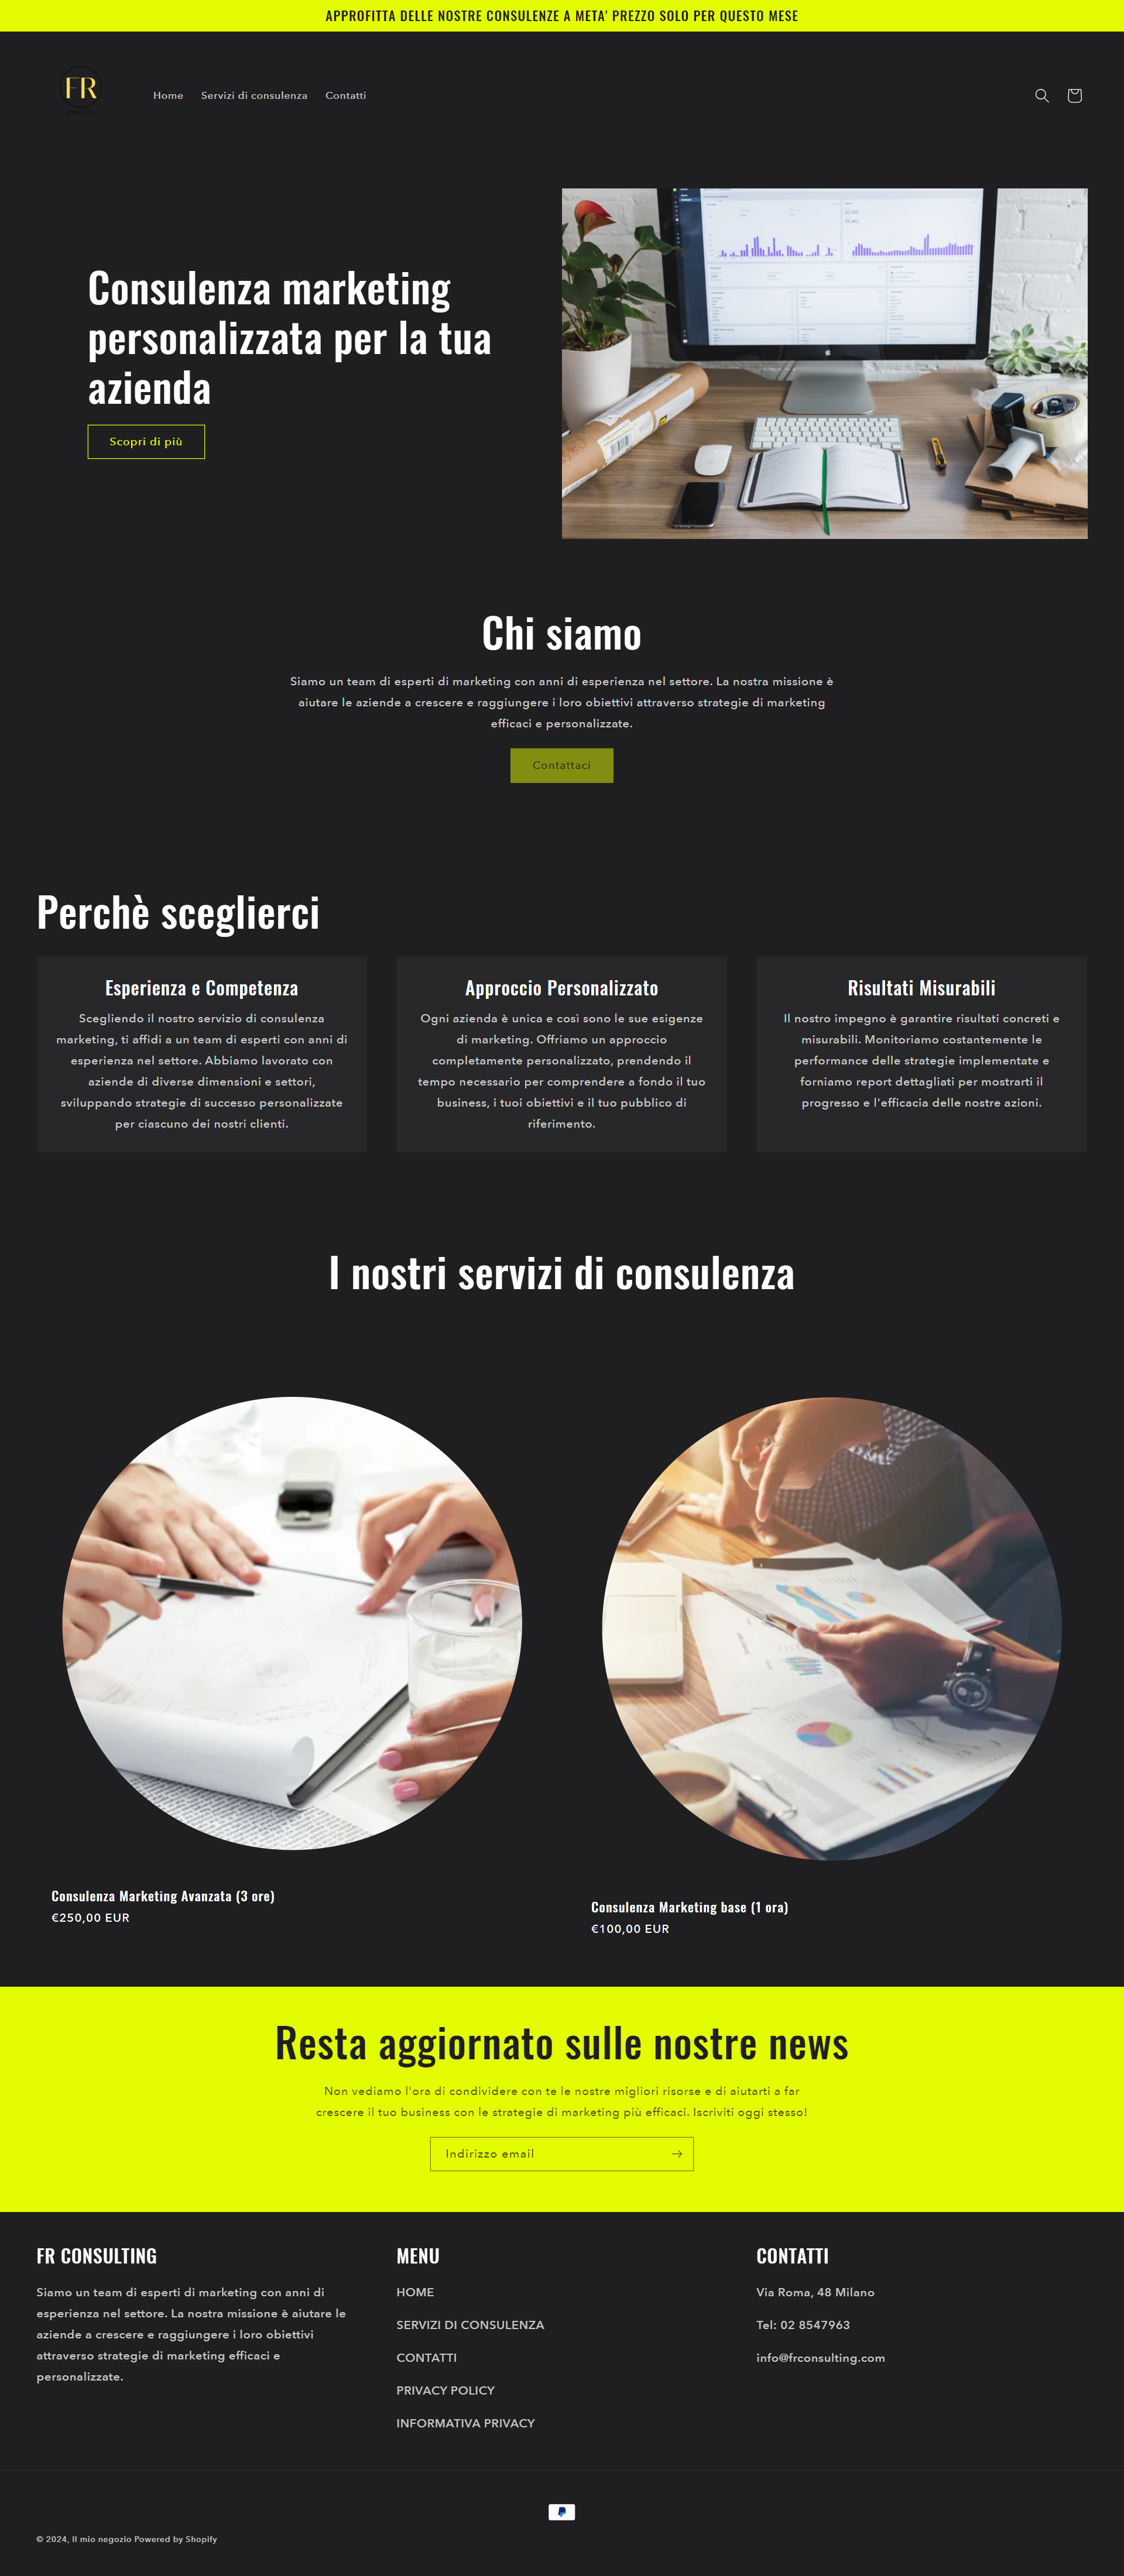 APPROFITTA DELLE NOSTRE CONSULENZE A META' PREZZO SOLO PER QUESTO MESE
FR
Home
Servizi di consulenza
Contatti
Consulenza marketing
personalizzata per la tua
azienda
Scopri di più
Chi siamo
Siamo un team di esperti di marketing con anni di esperienza nel settore. La nostra missione è
aiutare le aziende a crescere e raggiungere i loro obiettivi attraverso strategie di marketing
efficaci e personalizzate.
Contattaci
Perchè sceglierci
Esperienza e Competenza
Scegliendo il nostro servizio di consulenza
marketing, ti affidi a un team di esperti con anni di
esperienza nel settore. Abbiamo lavorato con
aziende di diverse dimensioni e settori,
sviluppando strategie di successo personalizzate
per ciascuno dei nostri clienti.
Approccio Personalizzato
Ogni azienda è unica e così sono le sue esigenze
di marketing. Offriamo un approccio
completamente personalizzato, prendendo il
tempo necessario per comprendere a fondo il tuo
business, i tuoi obiettivi e il tuo pubblico di
riferimento.
Risultati Misurabili
Il nostro impegno è garantire risultati concreti e
misurabili. Monitoriamo costantemente le
performance delle strategie implementate e
forniamo report dettagliati per mostrarti il
progresso e l'efficacia delle nostre azioni.
I nostri servizi di consulenza
Consulenza Marketing Avanzata (3 ore)
€250,00 EUR
Consulenza Marketing base (1 ora)
€100,00 EUR
Resta aggiornato sulle nostre news
Non vediamo l'ora di condividere con te le nostre migliori risorse e di aiutarti a far
crescere il tuo business con le strategie di marketing più efficaci. Iscriviti oggi stesso!
Indirizzo email
FR CONSULTING
Siamo un team di esperti di marketing con anni di
esperienza nel settore. La nostra missione è aiutare le
aziende a crescere e raggiungere i loro obiettivi
attraverso strategie di marketing efficaci e
personalizzate.
MENU
HOME
SERVIZI DI CONSULENZA
CONTATTI
PRIVACY POLICY
INFORMATIVA PRIVACY
CONTATTI
Via Roma, 48 Milano
Tel: 02 8547963
info@frconsulting.com
© 2024, Il mio negozio Powered by Shopify